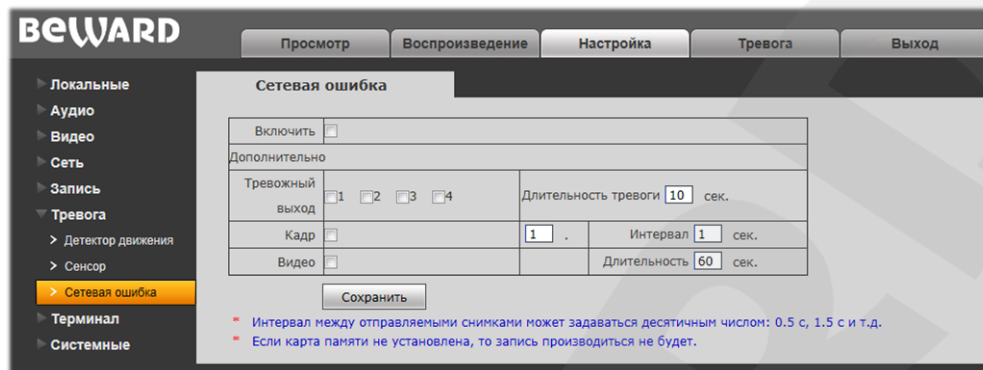 BEWARD
Просмотр Воспроизведение Настройка Тревога Выход
Локальные
Аудио
Видео
Сеть
Запись
Тревога
Детектор движения
Сенсор
Сетевая ошибка
Терминал
Системные
Сетевая ошибка
Включить
Дополнительно
Тревожный выход 1 2 3 4 Длительность тревоги 10 сек.
Кадр 1 . Интервал 1 сек.
Видео Длительность 60 сек.
Сохранить
* Интервал между отправляемыми снимками может задаваться десятичным числом: 0.5 с, 1.5 с и т.д.
* Если карта памяти не установлена, то запись производиться не будет.